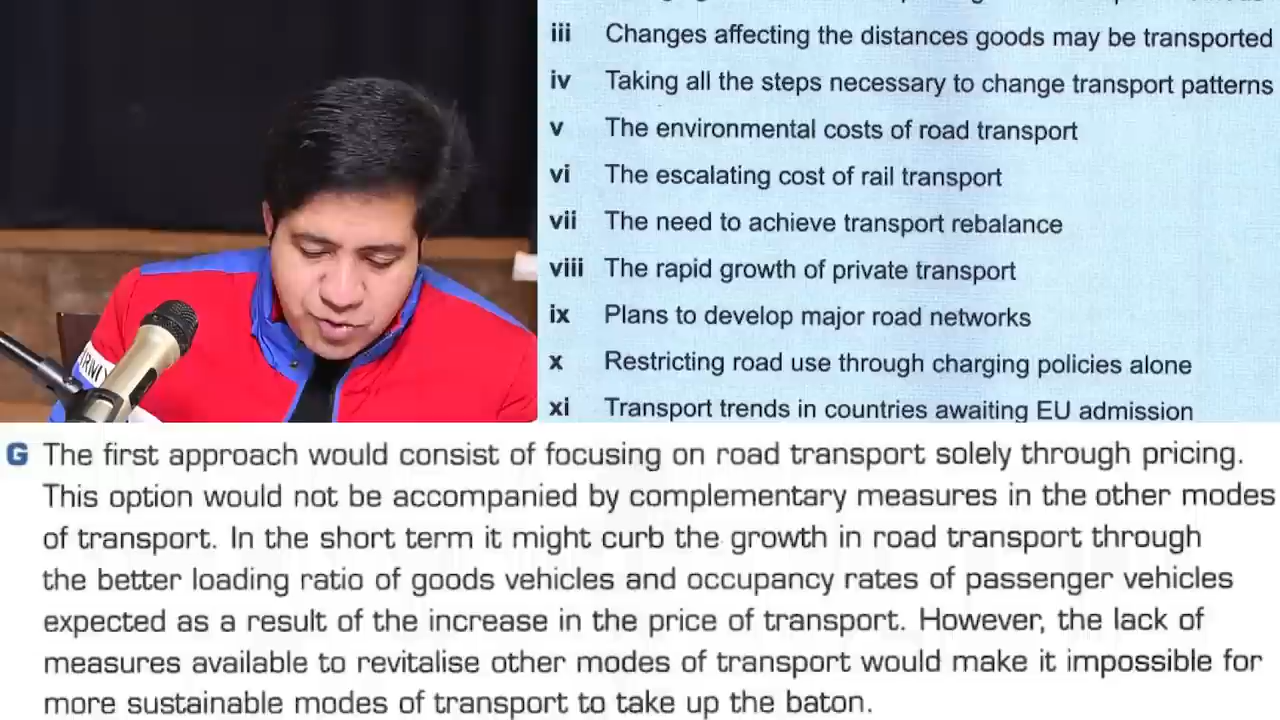 iii Changes affecting the distances goods may be transported
iv Taking all the steps necessary to change transport patterns
v The environmental costs of road transport
vi The escalating cost of rail transport
vii The need to achieve transport rebalance
viii The rapid growth of private transport
ix Plans to develop major road networks
x Restricting road use through charging policies alone
xi Transport trends in countries awaiting EU admission
G The first approach would consist of focusing on road transport solely through pricing.
This option would not be accompanied by complementary measures in the other modes
of transport. In the short term it might curb the growth in road transport through
the better loading ratio of goods vehicles and occupancy rates of passenger vehicles
expected as a result of the increase in the price of transport. However, the lack of
measures available to revitalise other modes of transport would make it impossible for
more sustainable modes of transport to take up the baton.